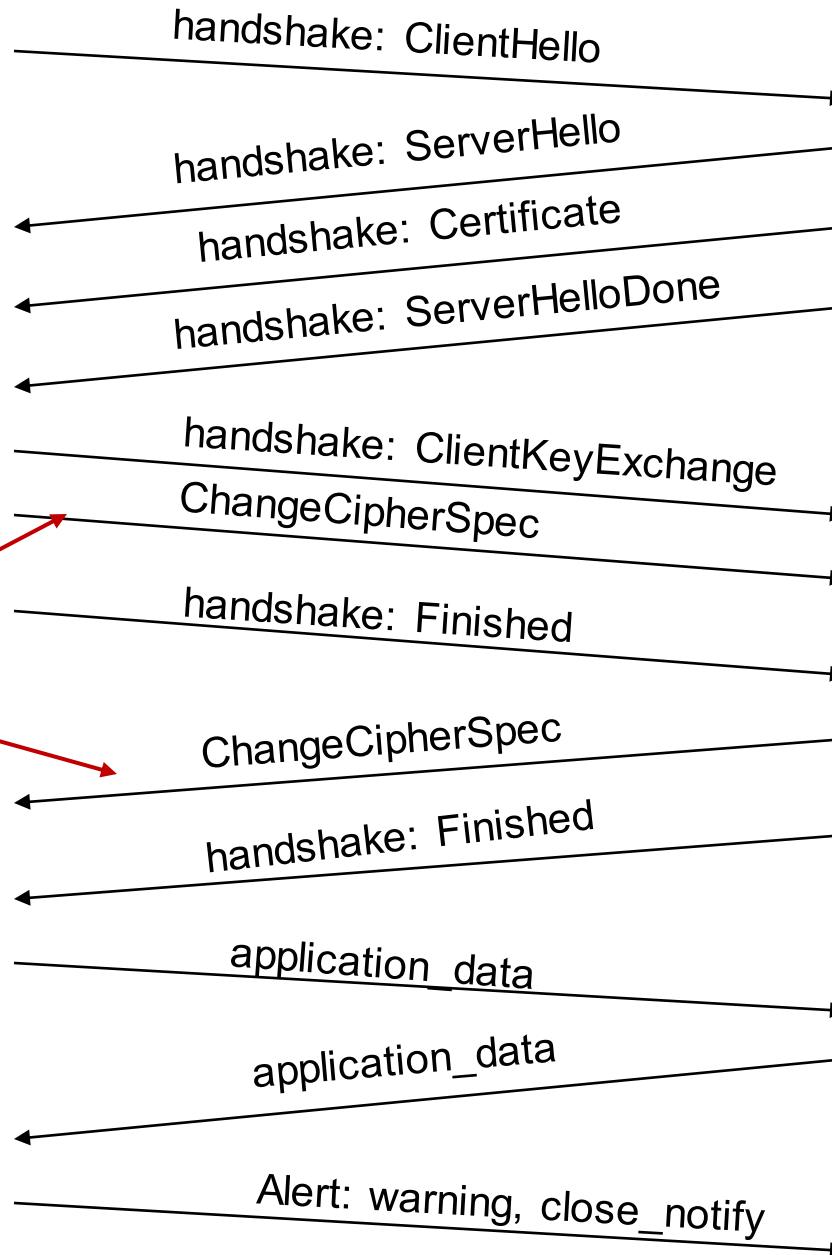 handshake: ClientHello
handshake: ServerHello
handshake: Certificate
handshake: ServerHelloDone
handshake: ClientKeyExchange
ChangeCipherSpec
handshake: Finished
ChangeCipherSpec
handshake: Finished
application_data
application_data
Alert: warning, close_notify